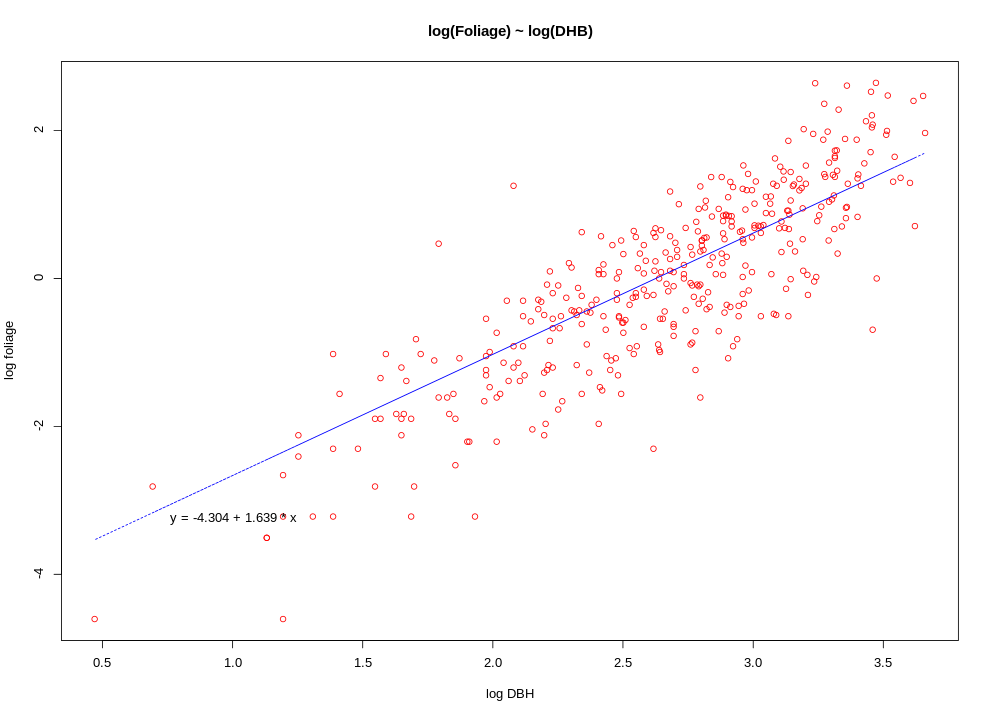 log(Foliage) ~ log(DHB)
log foliage
2
0
-2
-4
y = -4.304 + 1.639 * x
0.5 1.0 1.5 2.0 2.5 3.0 3.5
log DBH